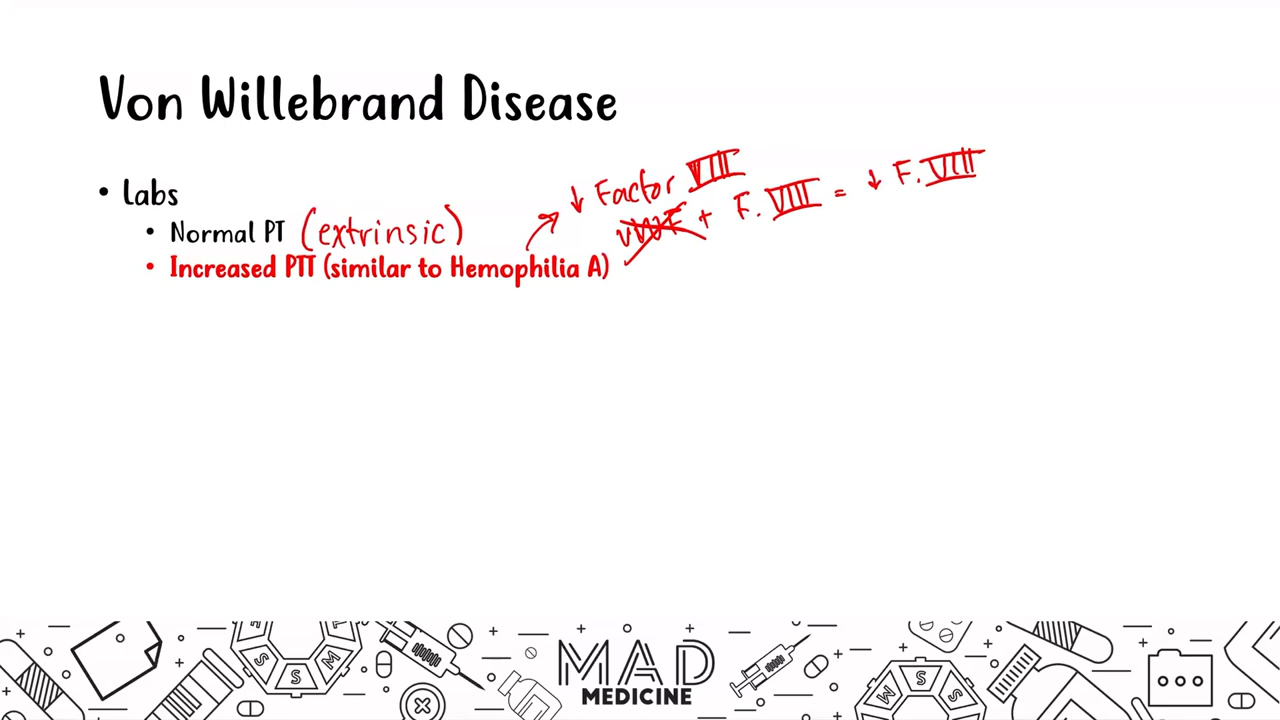 Von Willebrand Disease
• Labs
• Normal PT (extrinsic)
• Increased PTT (similar to Hemophilia A)
↓ Factor VIII
vWF + F. VIII = ↓ F. VIII
MAD
MEDICINE